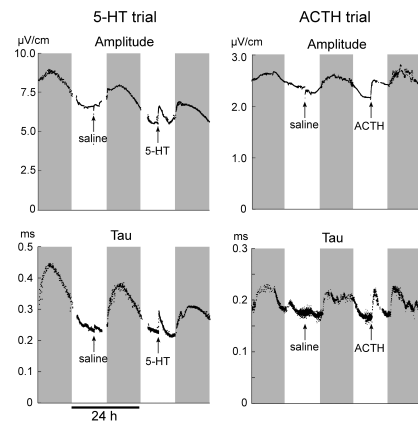 5-HT trial
ACTH trial
µV/cm
Amplitude
10.0
7.5
5.0
2.5
0
saline
5-HT
µV/cm
Amplitude
3.0
2.0
1.0
0
saline
ACTH
ms
Tau
0.5
0.4
0.3
0.2
0.1
0
saline
5-HT
24 h
ms
Tau
0.3
0.2
0.1
0
saline
ACTH